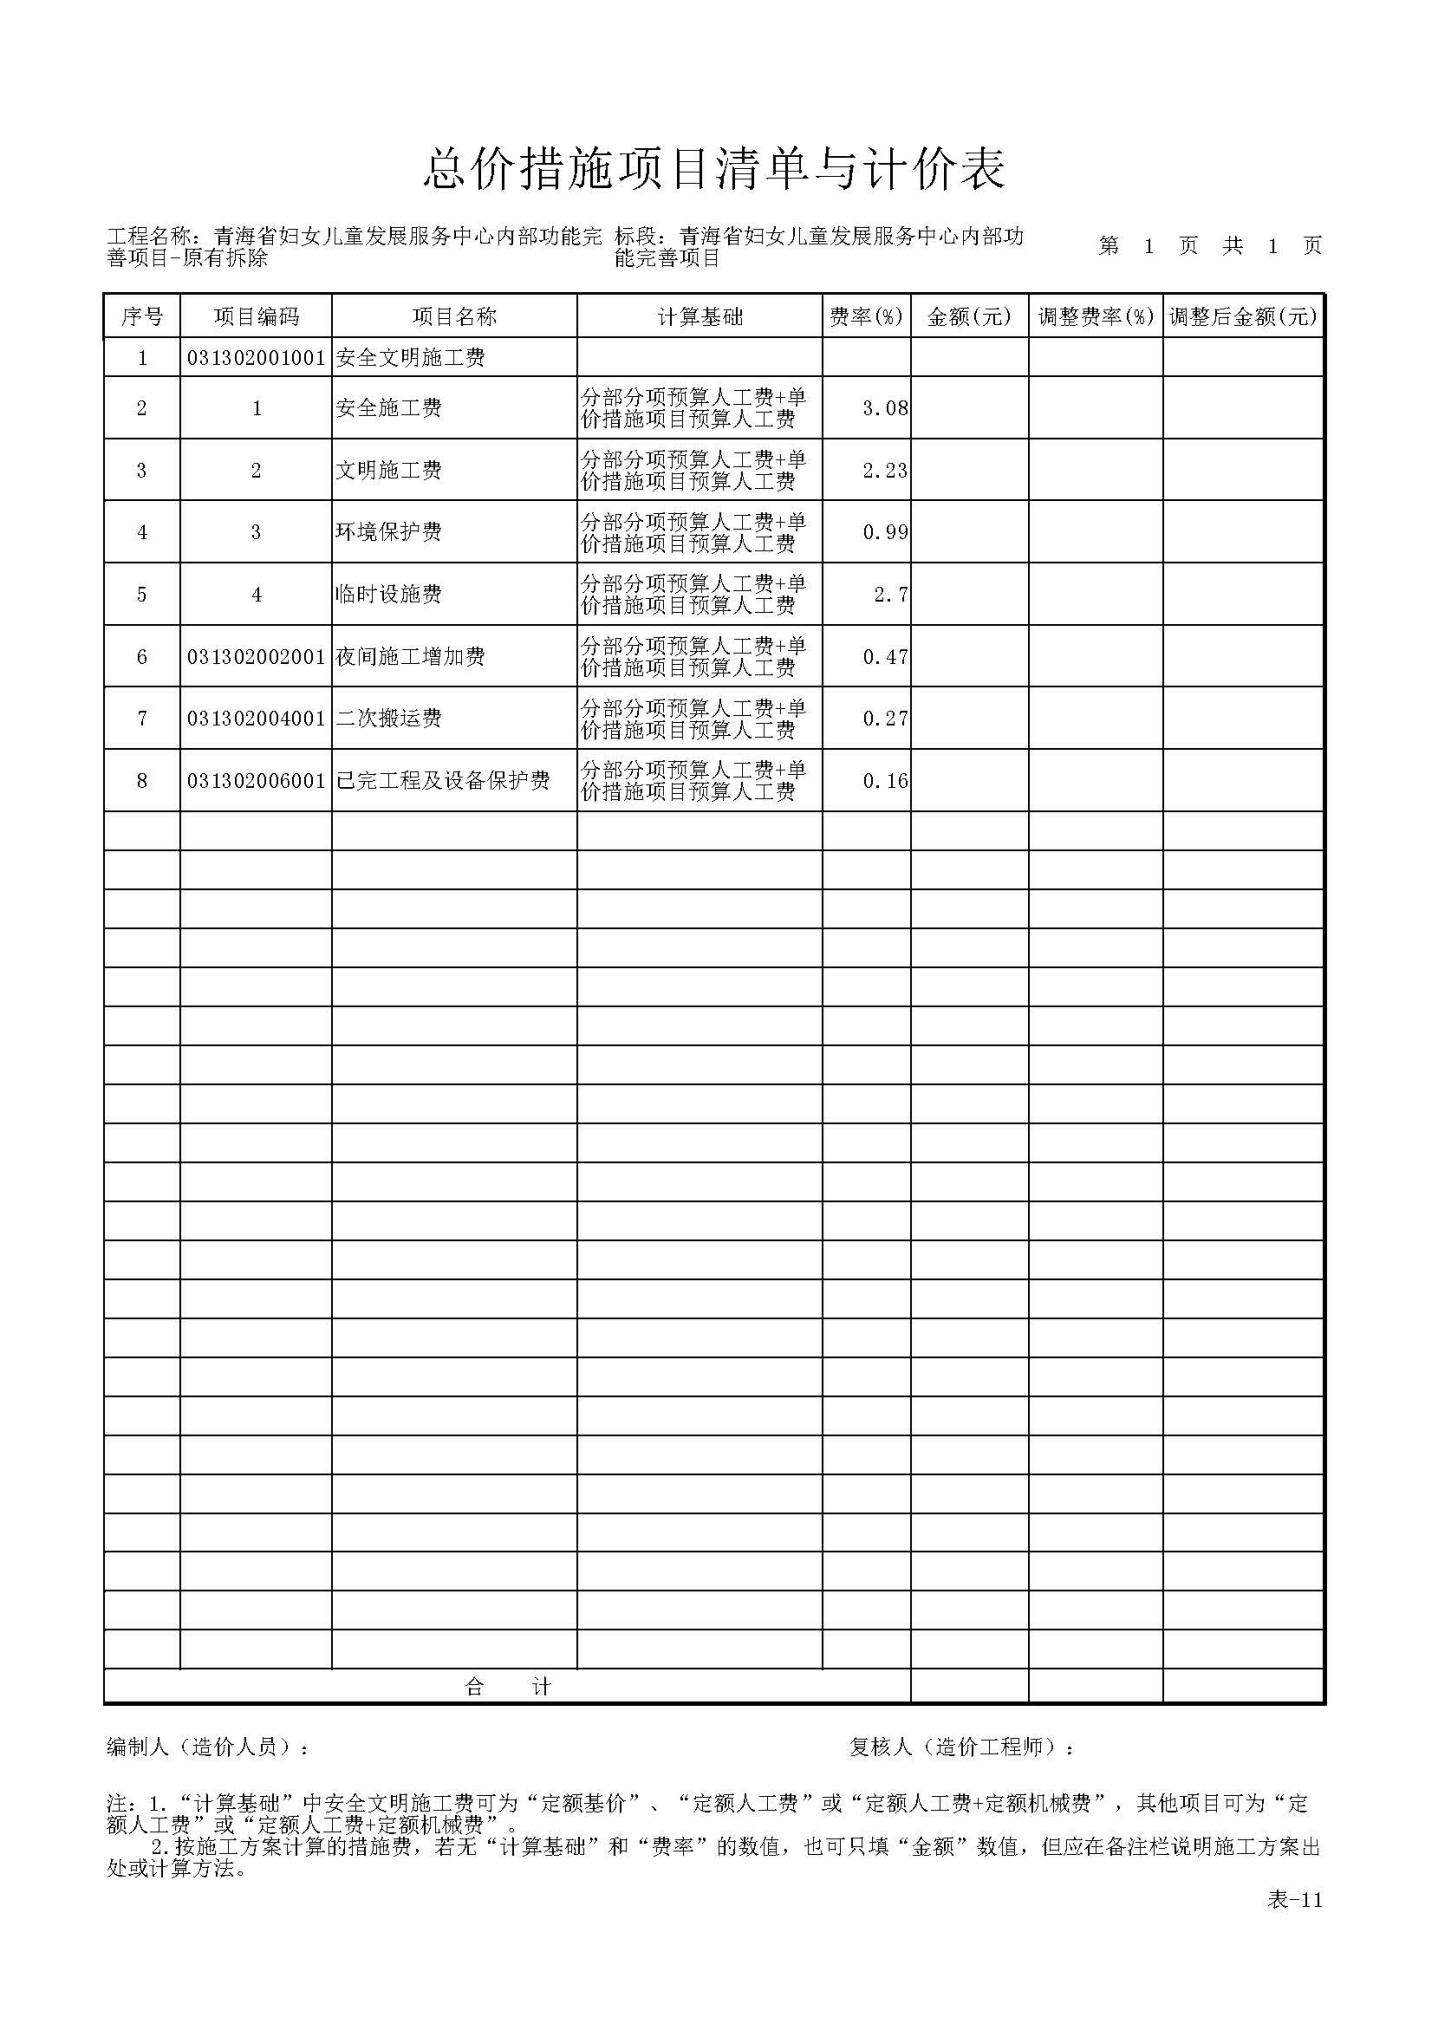 总价措施项目清单与计价表
工程名称：青海省妇女儿童发展服务中心内部功能完 标段：青海省妇女儿童发展服务中心内部功 第 1 页 共 1 页
善项目-原有拆除 能完善项目
序号 项目编码 项目名称 计算基础 费率(%) 金额(元) 调整费率(%) 调整后金额(元)
1 031302001001 安全文明施工费
2 1 安全施工费 分部分项预算人工费+单 3.08
价措施项目预算人工费
3 2 文明施工费 分部分项预算人工费+单 2.23
价措施项目预算人工费
4 3 环境保护费 分部分项预算人工费+单 0.99
价措施项目预算人工费
5 4 临时设施费 分部分项预算人工费+单 2.7
价措施项目预算人工费
6 031302002001 夜间施工增加费 分部分项预算人工费+单 0.47
价措施项目预算人工费
7 031302004001 二次搬运费 分部分项预算人工费+单 0.27
价措施项目预算人工费
8 031302006001 已完工程及设备保护费 分部分项预算人工费+单 0.16
价措施项目预算人工费
合 计
编制人（造价人员）： 复核人（造价工程师）：
注：1.“计算基础”中安全文明施工费可为“定额基价”、“定额人工费”或“定额人工费+定额机械费”，其他项目可为“定
额人工费”或“定额人工费+定额机械费”。
2.按施工方案计算的措施费，若无“计算基础”和“费率”的数值，也可只填“金额”数值，但应在备注栏说明施工方案出
处或计算方法。
表-11